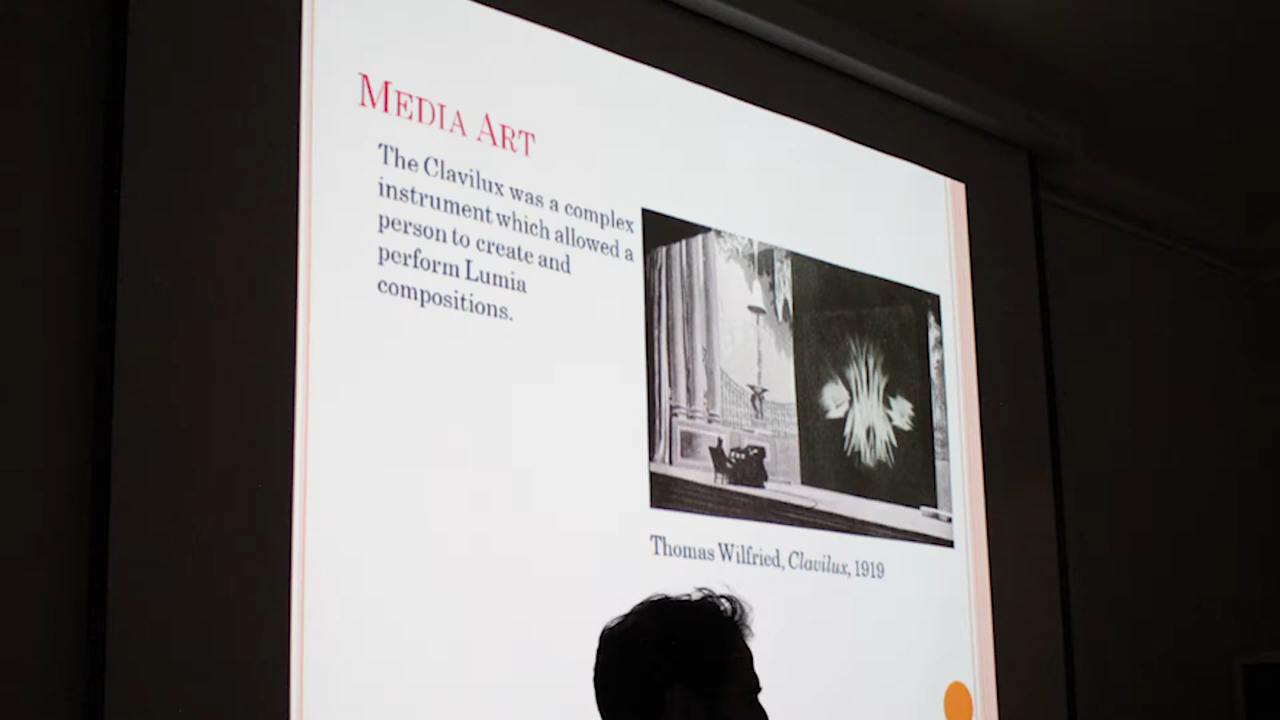 MEDIA ART
The Clavilux was a complex
instrument which allowed a
person to create and
perform Lumia
compositions.
Thomas Wilfried, Clavilux, 1919